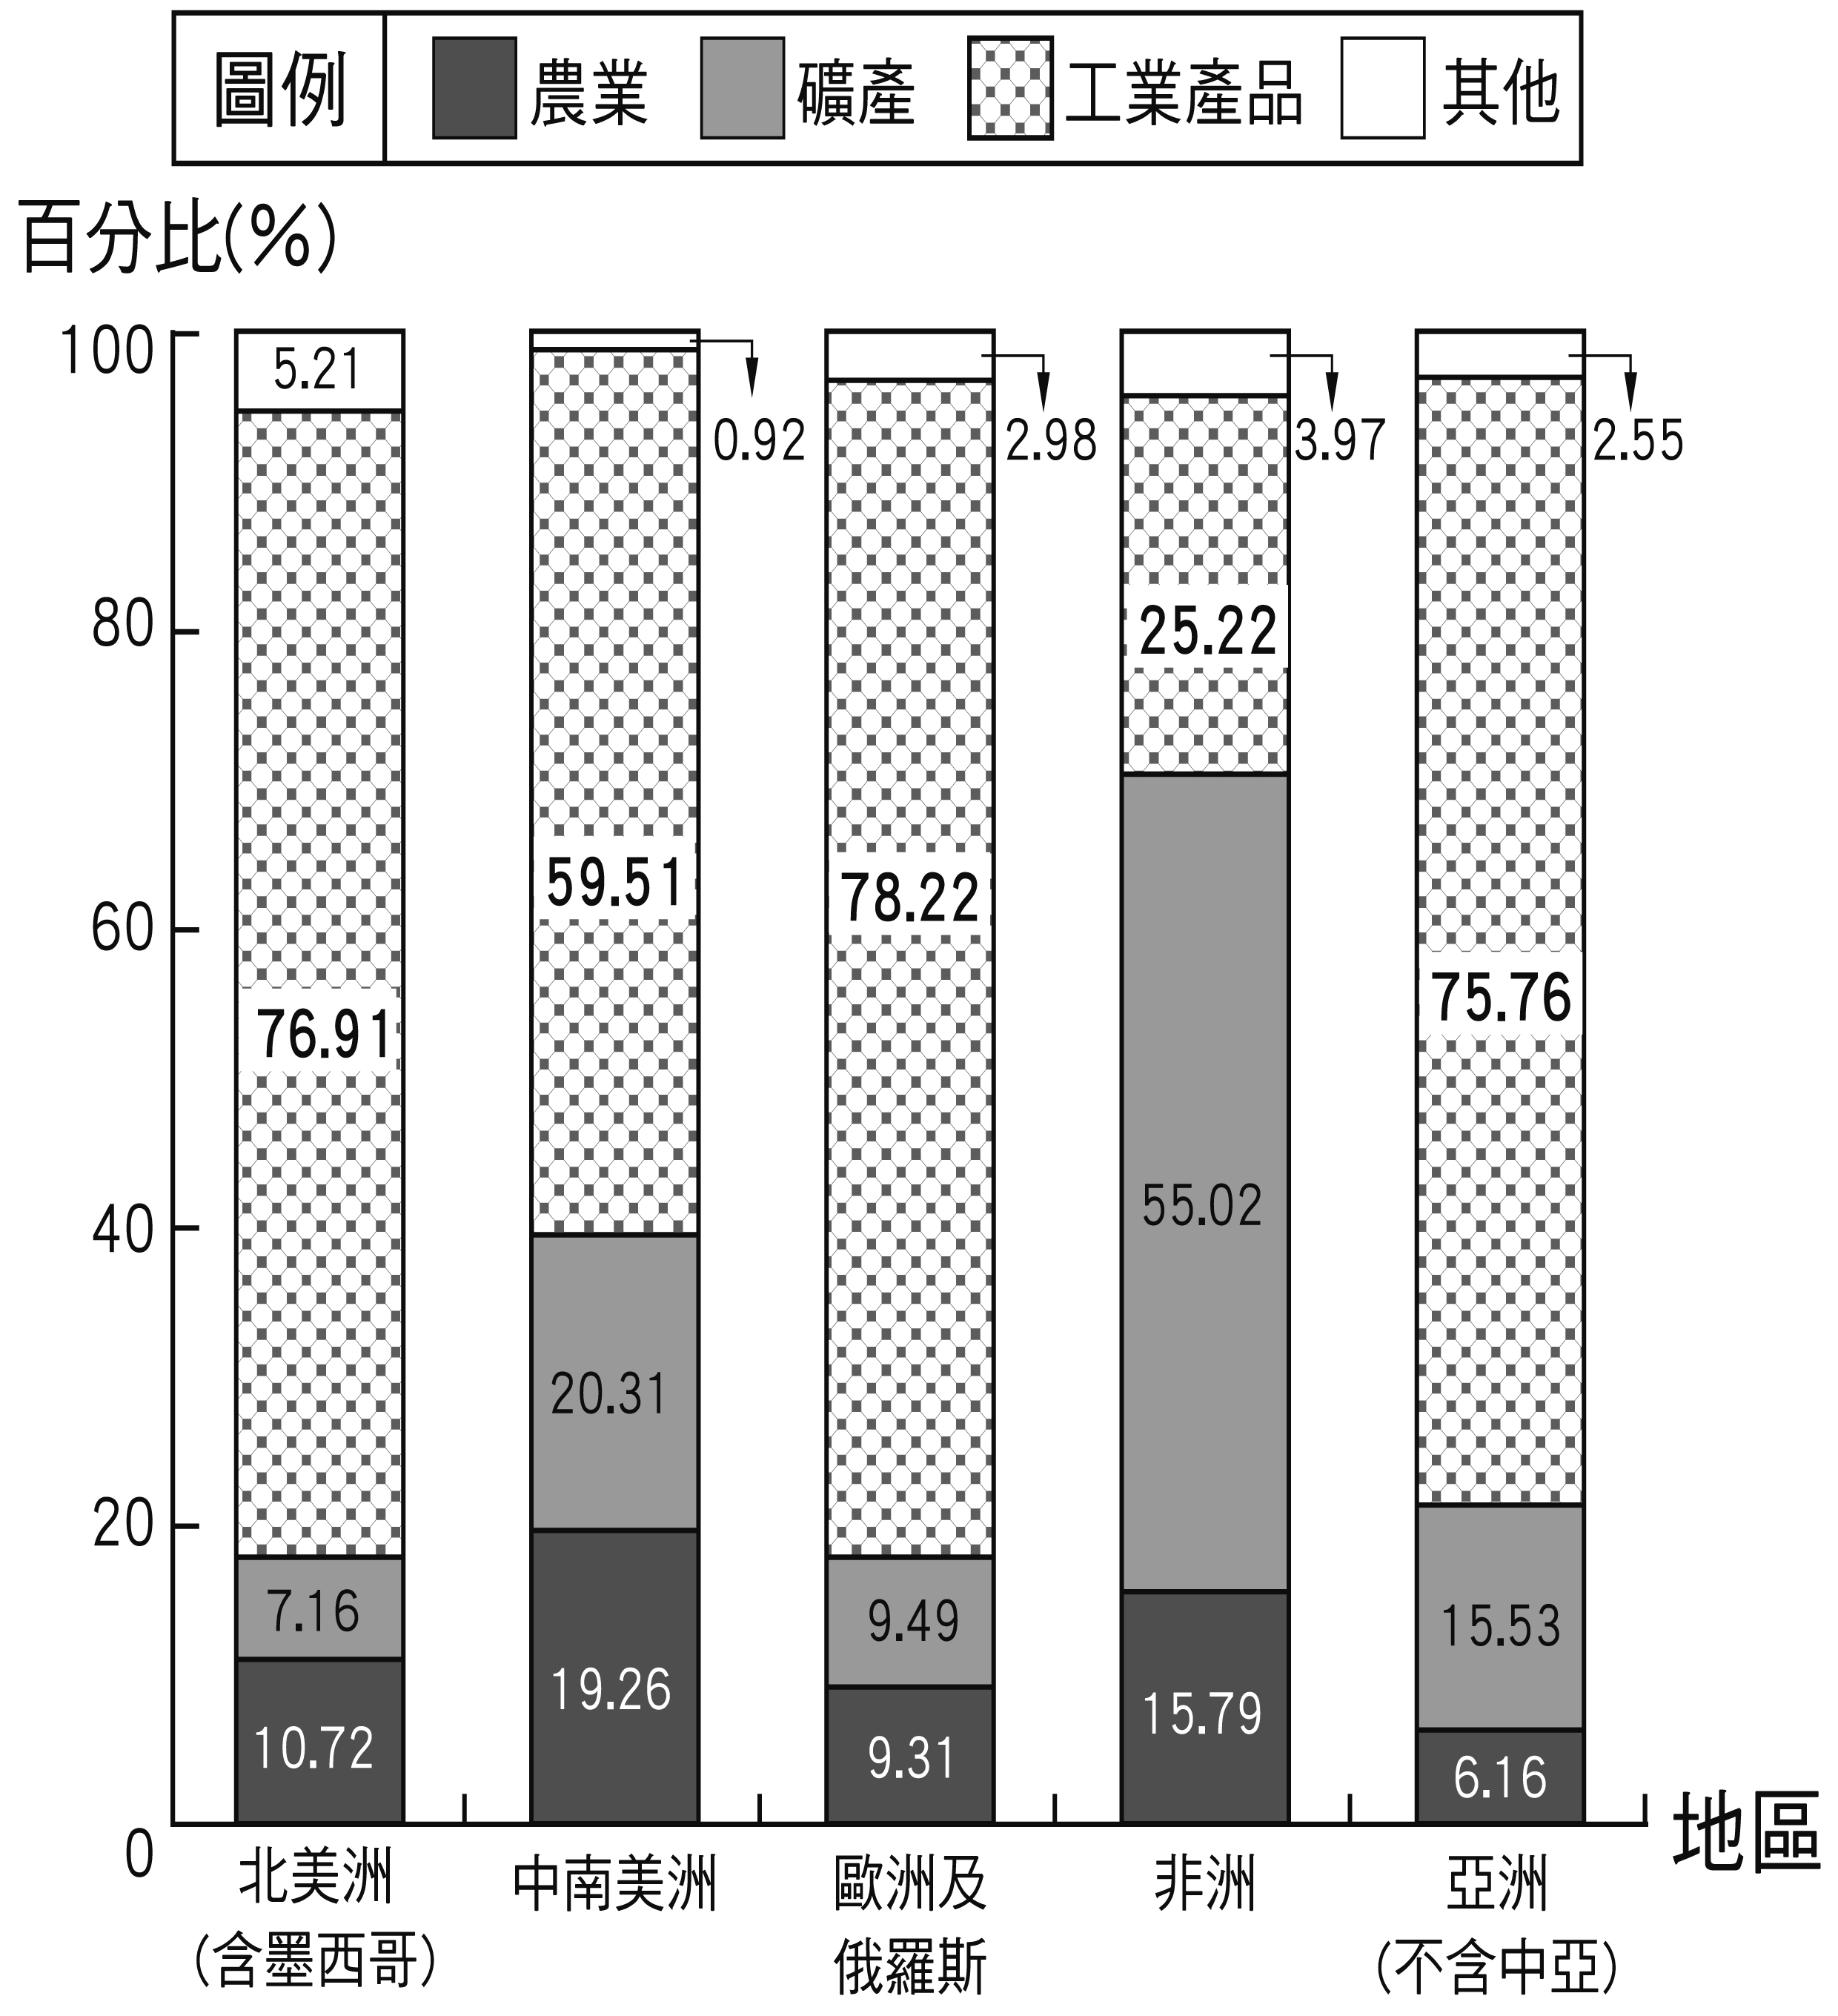 圖例 農業 礦產 工業產品 其他
百分比(%)
100
80
60
40
20
0
5.21
76.91
7.16
10.72
0.92
59.51
20.31
19.26
2.98
78.22
9.49
9.31
3.97
25.22
55.02
15.79
2.55
75.76
15.53
6.16
北美洲
(含墨西哥)
中南美洲
歐洲及
俄羅斯
非洲
亞洲
(不含中亞)
地區